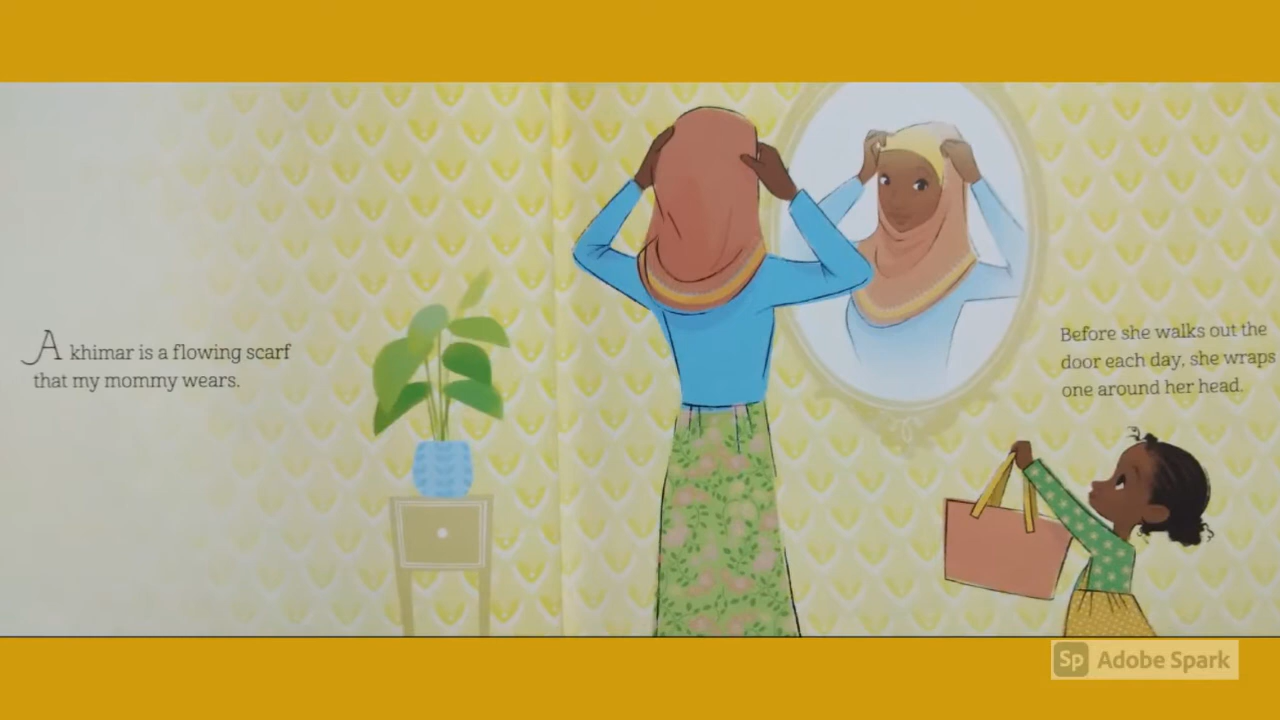 A khimar is a flowing scarf
that my mommy wears.
Before she walks out the
door each day, she wraps
one around her head.
Sp Adobe Spark